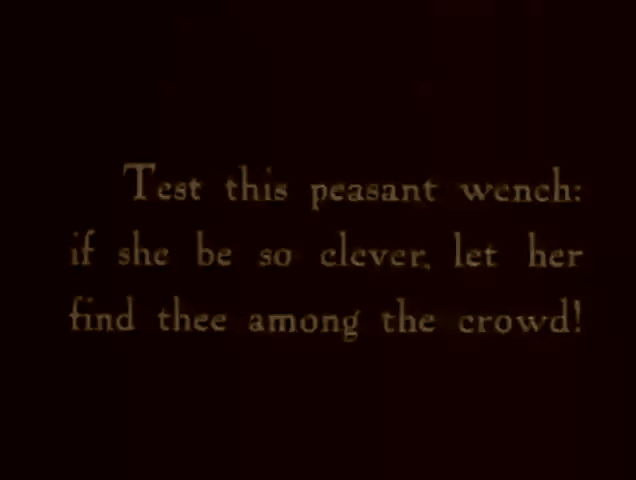 Test this peasant wench:
if she be so clever, let her
find thee among the crowd!